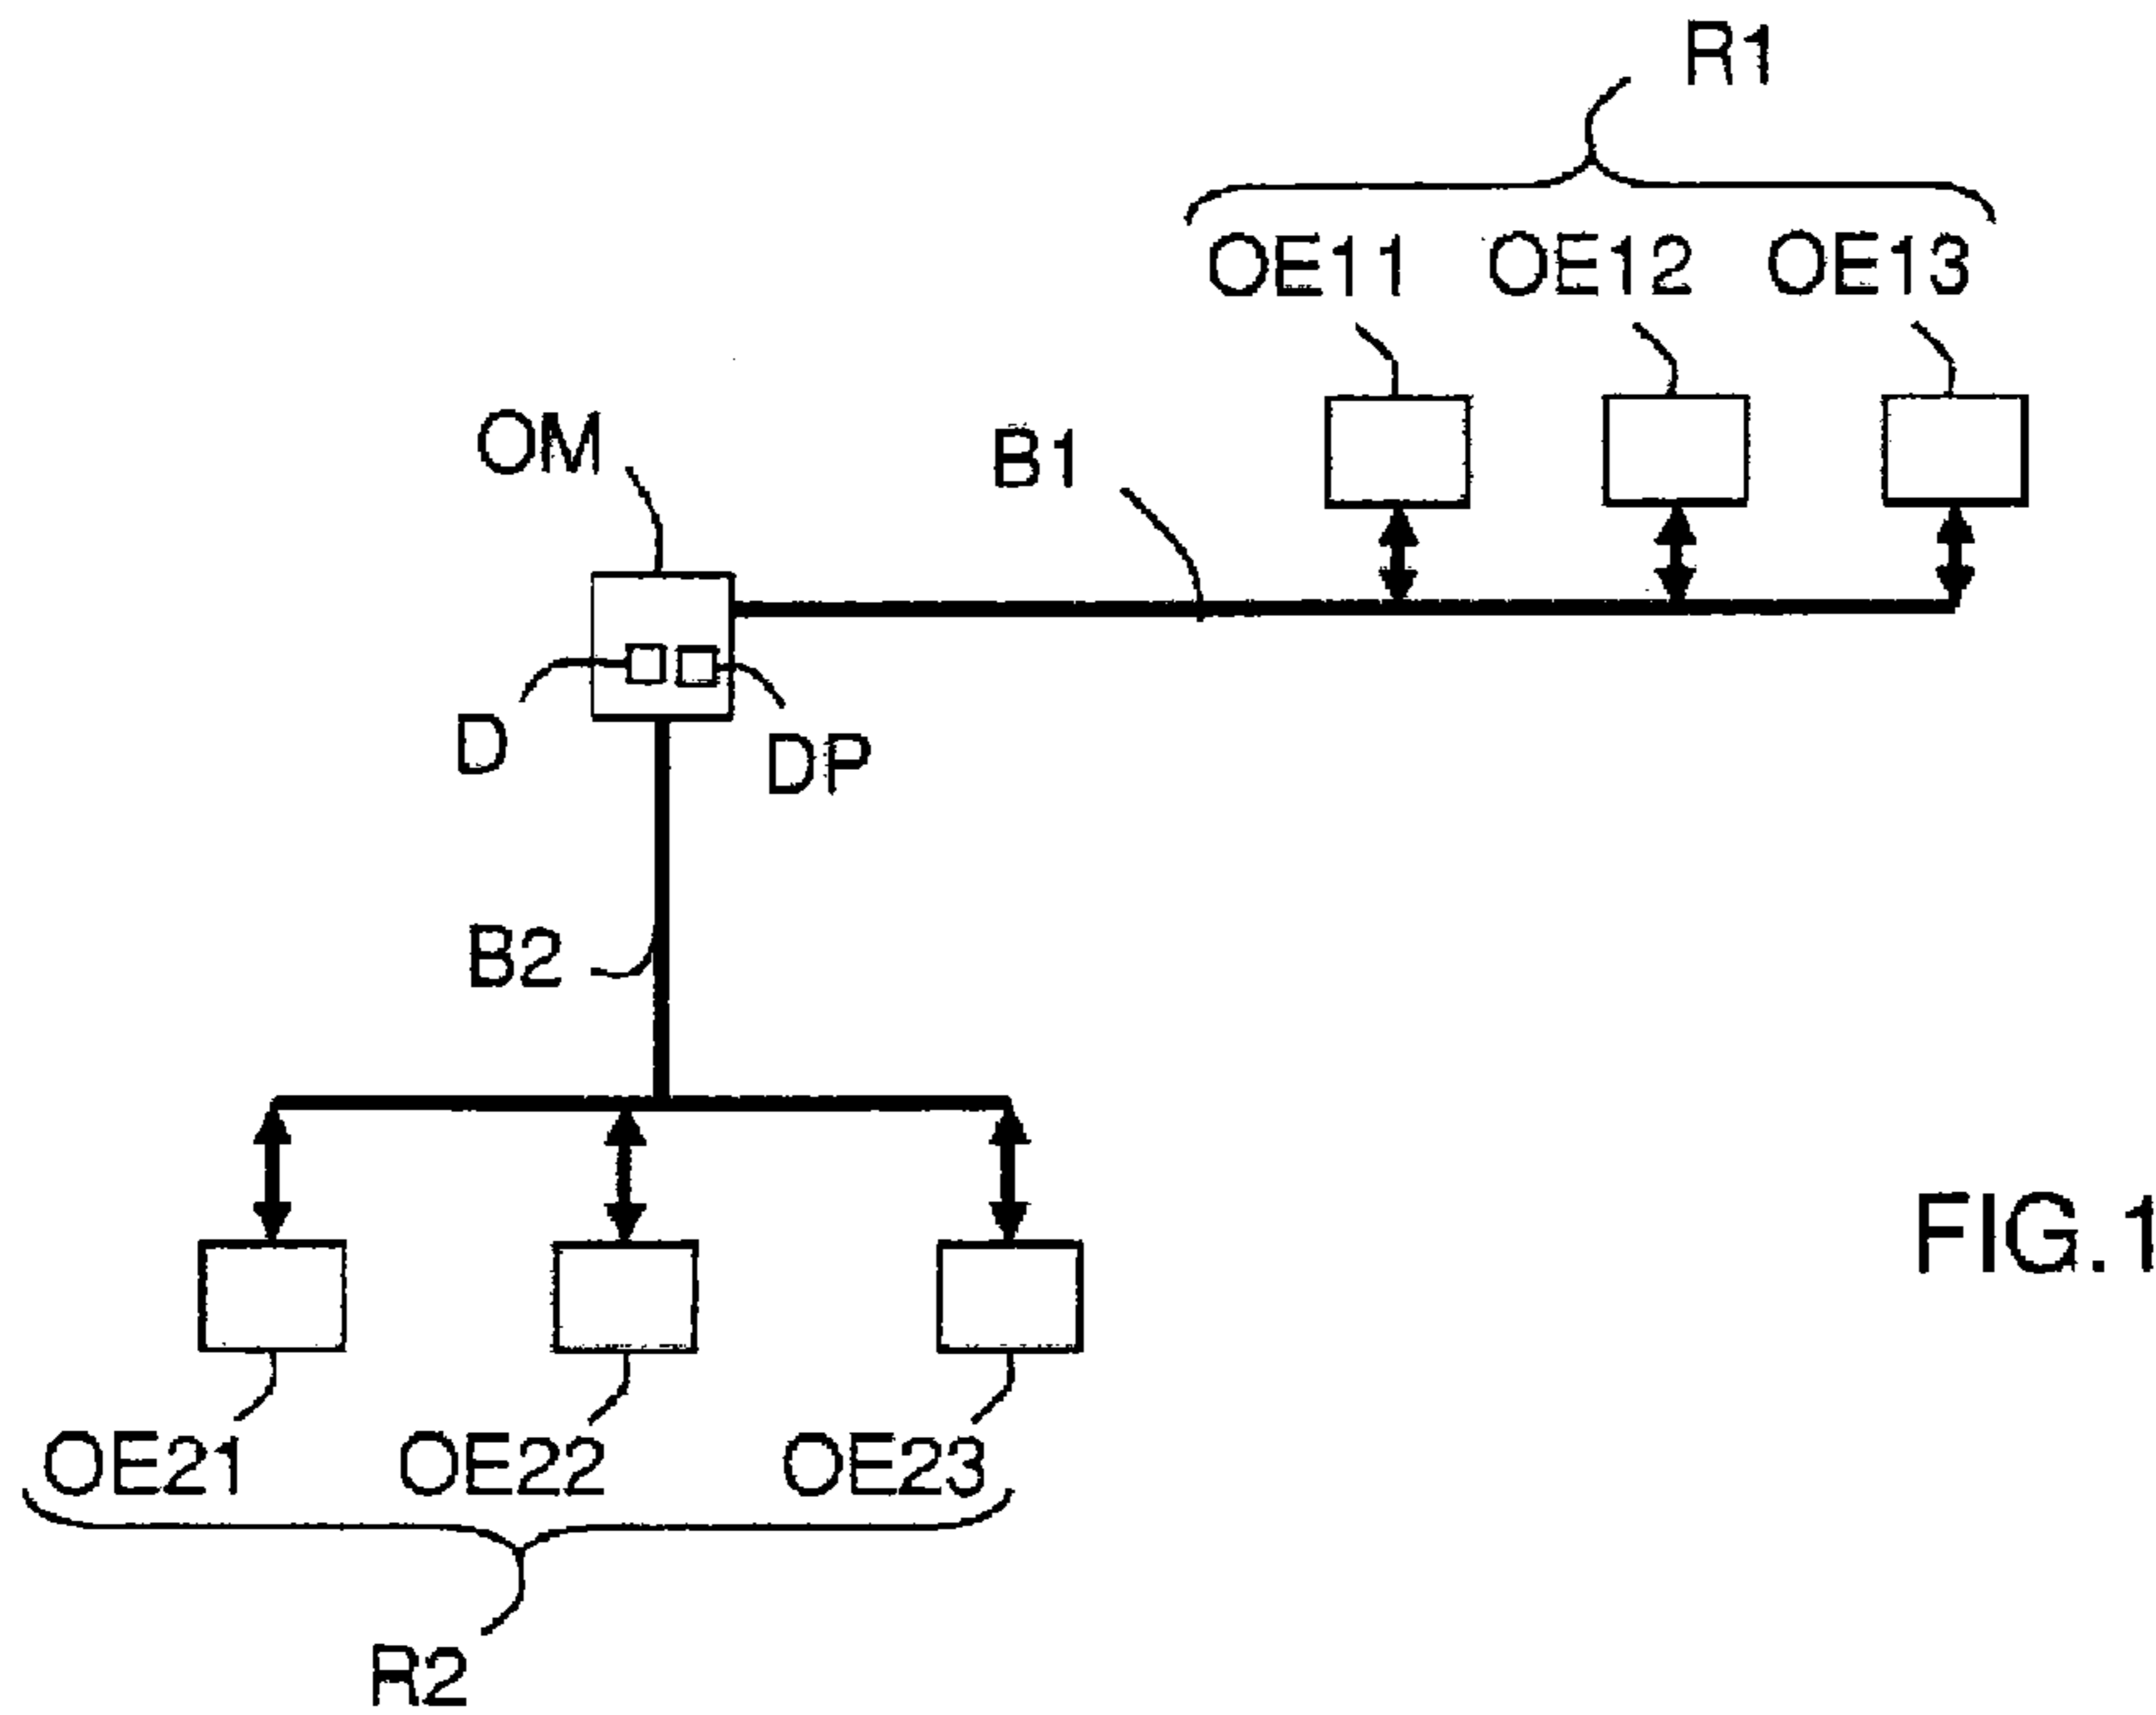 R1
OE11 OE12 OE13
OM
B1
D
DP
B2
FIG.1
OE21 OE22 OE23
R2